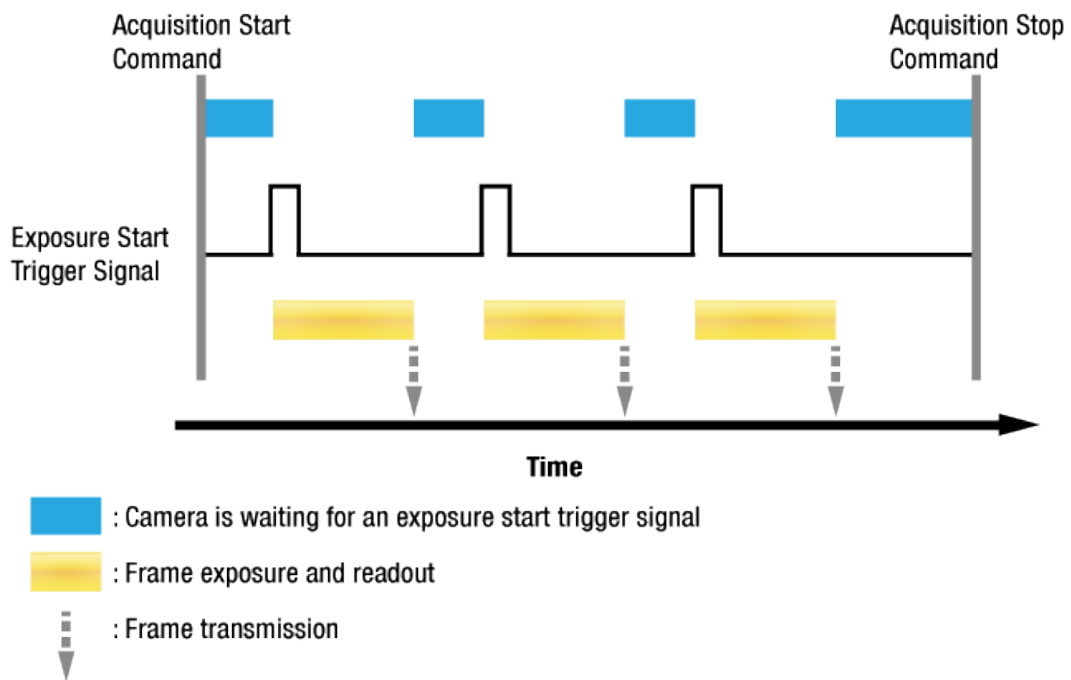 Acquisition Start
Command
Acquisition Stop
Command
Exposure Start
Trigger Signal
Time
: Camera is waiting for an exposure start trigger signal
: Frame exposure and readout
: Frame transmission